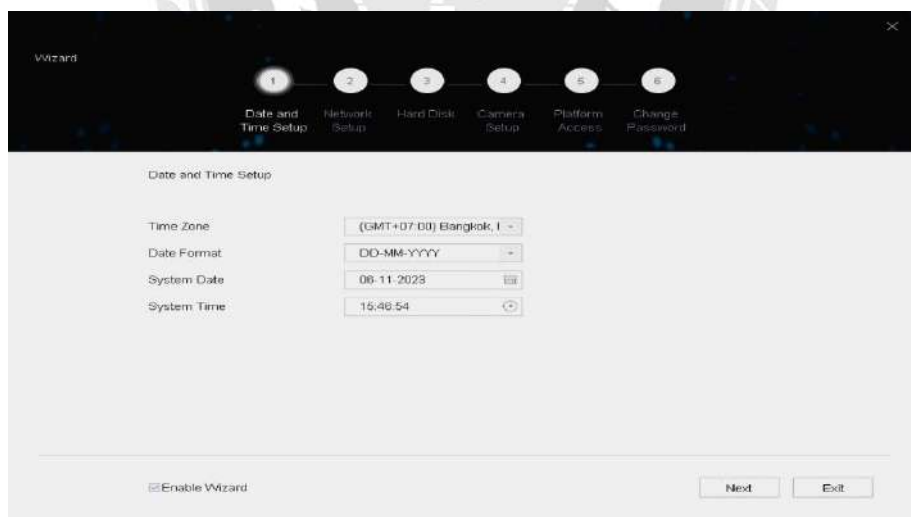 Wizard
1 2 3 4 5 6
Date and Time Setup
Network Setup
Hard Disk
Camera Setup
Platform Access
Change Password
Date and Time Setup
Time Zone (GMT+07:00) Bangkok,
Date Format DD-MM-YYYY
System Date 06-11-2023
System Time 15:46:54
Enable Wizard
Next Exit